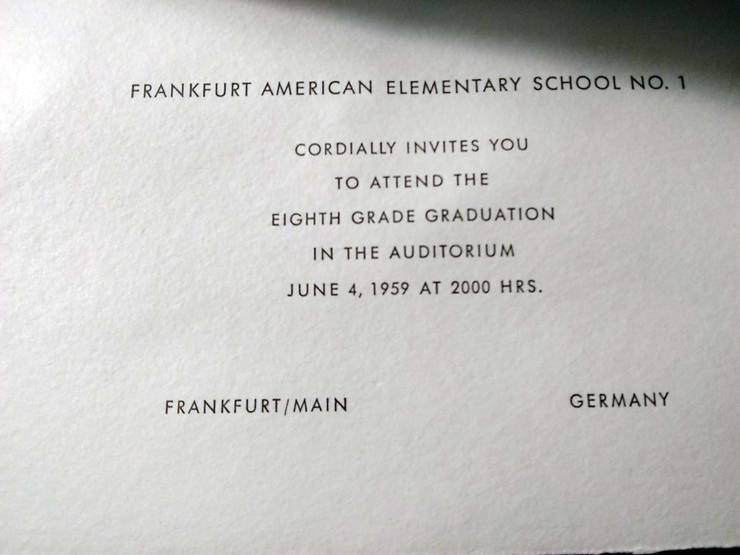 FRANKFURT AMERICAN ELEMENTARY SCHOOL NO. 1
CORDIALLY INVITES YOU
TO ATTEND THE
EIGHTH GRADE GRADUATION
IN THE AUDITORIUM
JUNE 4, 1959 AT 2000 HRS.
FRANKFURT/MAIN GERMANY